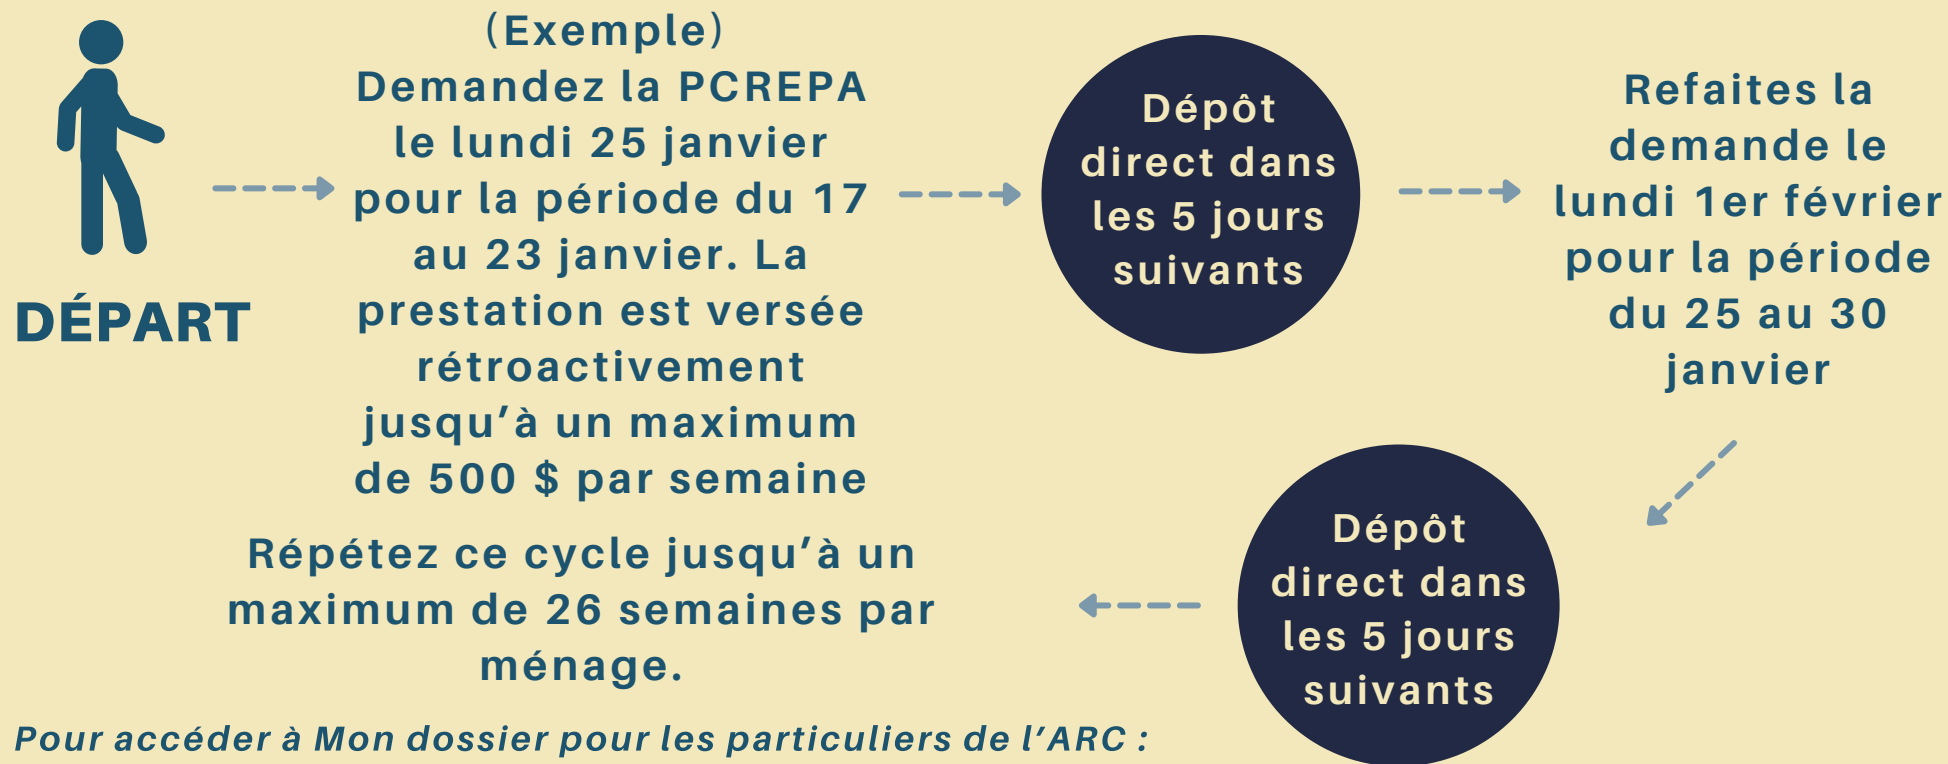 (Exemple)
Demandez la PCREPA
le lundi 25 janvier
pour la période du 17
au 23 janvier. La
prestation est versée
rétroactivement
jusqu’à un maximum
de 500 $ par semaine
DÉPART
Dépôt
direct dans
les 5 jours
suivants
Refaites la
demande le
lundi 1er février
pour la période
du 25 au 30
janvier
Dépôt
direct dans
les 5 jours
suivants
Répétez ce cycle jusqu’à un
maximum de 26 semaines par
ménage.
Pour accéder à Mon dossier pour les particuliers de l’ARC :